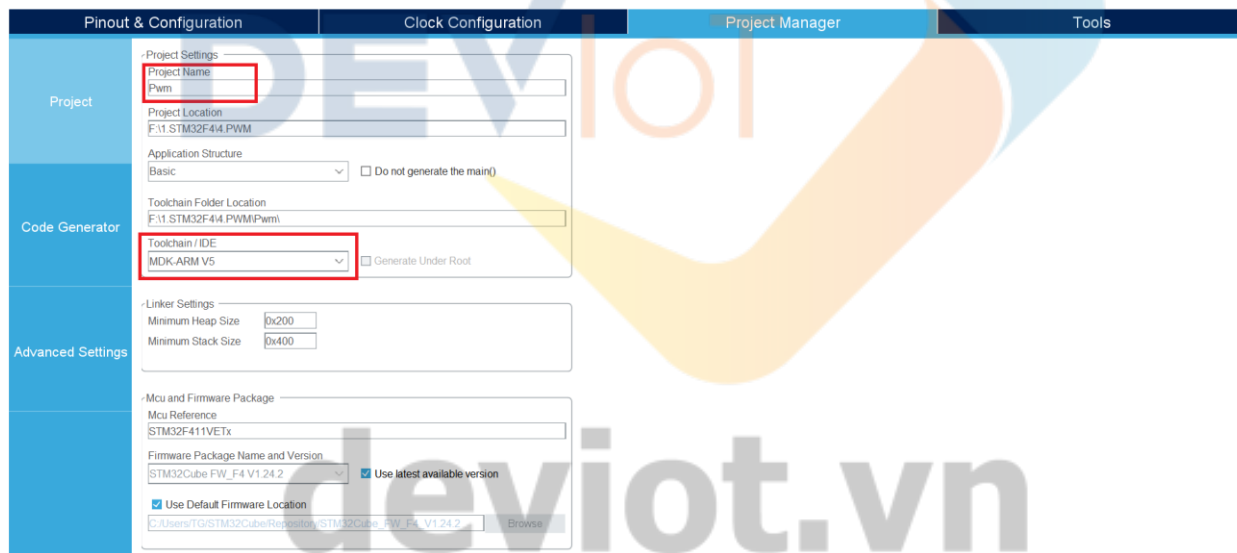 Pinout & Configuration Clock Configuration Project Manager Tools
DEVIOT
Project
Code Generator
Advanced Settings
Project Settings
Project Name
Pwm
Project Location
F:\1.STM32F4\4.PWM
Application Structure
Basic Do not generate the main()
Toolchain Folder Location
F:\1.STM32F4\4.PWM\Pwm\
Toolchain / IDE
MDK-ARM V5 Generate Under Root
Linker Settings
Minimum Heap Size 0x200
Minimum Stack Size 0x400
Mcu and Firmware Package
Mcu Reference
STM32F411VETx
Firmware Package Name and Version
STM32Cube FW_F4 V1.24.2 Use latest available version
Use Default Firmware Location
C:/Users/TG/STM32Cube/Repository/STM32Cube_FW_F4_V1.24.2 Browse
deviot.vn